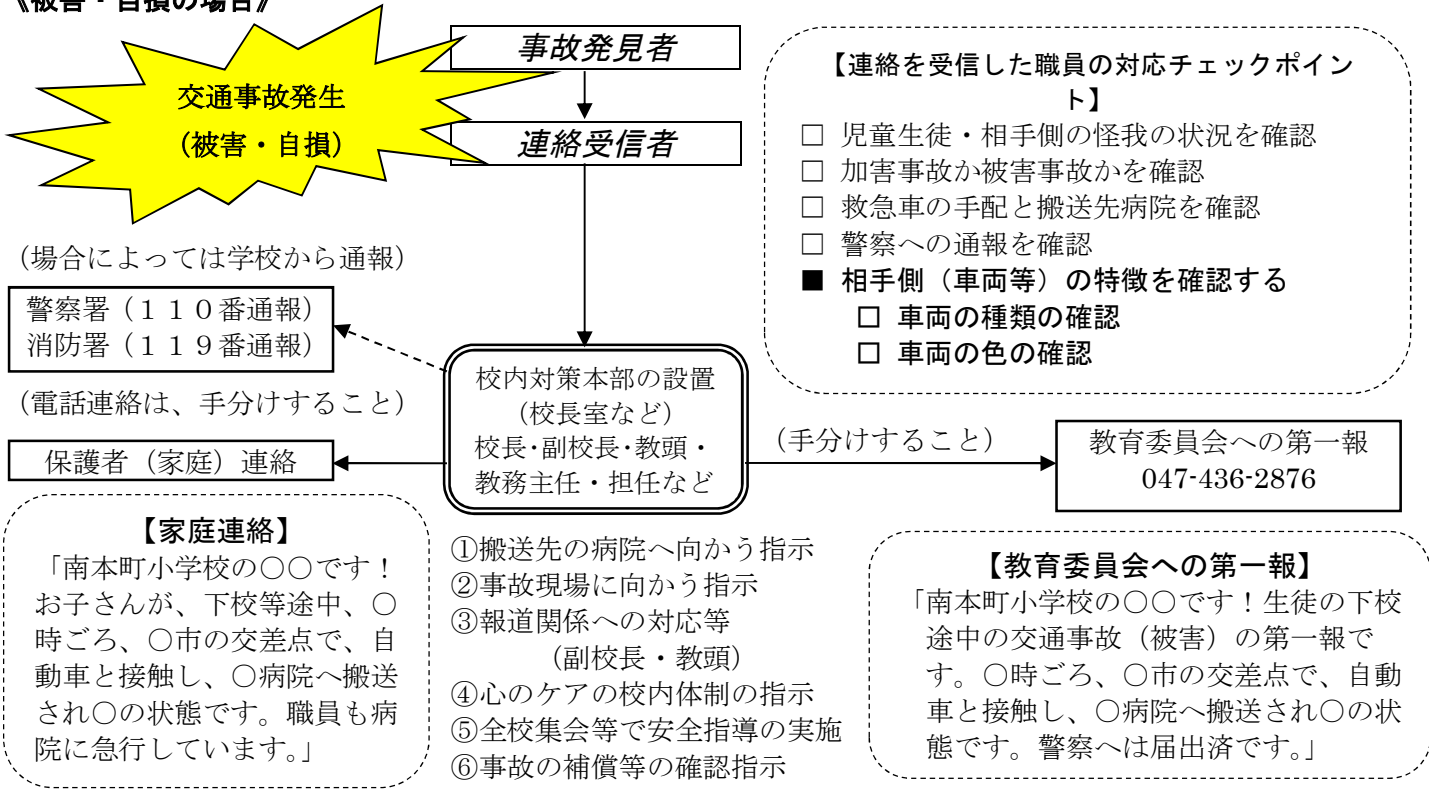 《被害・自損の場合》
交通事故発生
(被害・自損)
事故発見者
連絡受信者
【連絡を受信した職員の対応チェックポイン
ト】
□ 児童生徒・相手側の怪我の状況を確認
□ 加害事故か被害事故かを確認
□ 救急車の手配と搬送先病院を確認
□ 警察への通報を確認
■ 相手側（車両等）の特徴を確認する
□ 車両の種類の確認
□ 車両の色の確認
（場合によっては学校から通報）
警察署（１１０番通報）
消防署（１１９番通報）
（電話連絡は、手分けすること）
保護者（家庭）連絡
校内対策本部の設置
（校長室など）
校長・副校長・教頭・
教務主任・担任など
（手分けすること）
教育委員会への第一報
047-436-2876
【家庭連絡】
「南本町小学校の〇〇です！
お子さんが、下校等途中、〇
時ごろ、〇市の交差点で、自
動車と接触し、〇病院へ搬送
され〇の状態です。職員も病
院に急行しています。」
①搬送先の病院へ向かう指示
②事故現場に向かう指示
③報道関係への対応等
（副校長・教頭）
④心のケアの校内体制の指示
⑤全校集会等で安全指導の実施
⑥事故の補償等の確認指示
【教育委員会への第一報】
「南本町小学校の〇〇です！生徒の下校
途中の交通事故（被害）の第一報で
す。〇時ごろ、〇市の交差点で、自動
車と接触し、〇病院へ搬送され〇の状
態です。警察へは届出済です。」